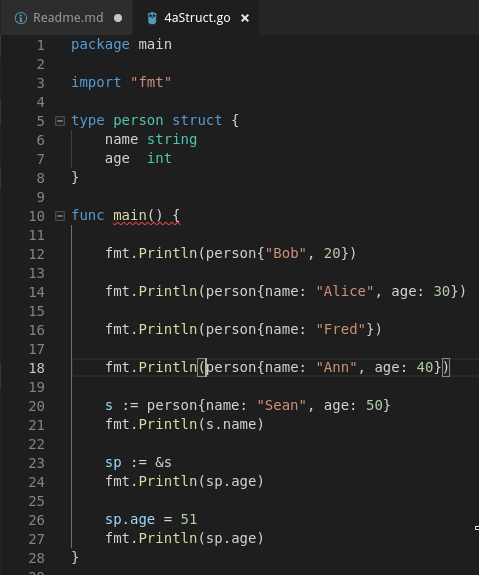 Readme.md
4aStruct.go
1 package main
2
3 import "fmt"
4
5 type person struct {
6     name string
7     age  int
8 }
9
10 func main() {
11
12     fmt.Println(person{"Bob", 20})
13
14     fmt.Println(person{name: "Alice", age: 30})
15
16     fmt.Println(person{name: "Fred"})
17
18     fmt.Println(person{name: "Ann", age: 40})
19
20     s := person{name: "Sean", age: 50}
21     fmt.Println(s.name)
22
23     sp := &s
24     fmt.Println(sp.age)
25
26     sp.age = 51
27     fmt.Println(sp.age)
28 }